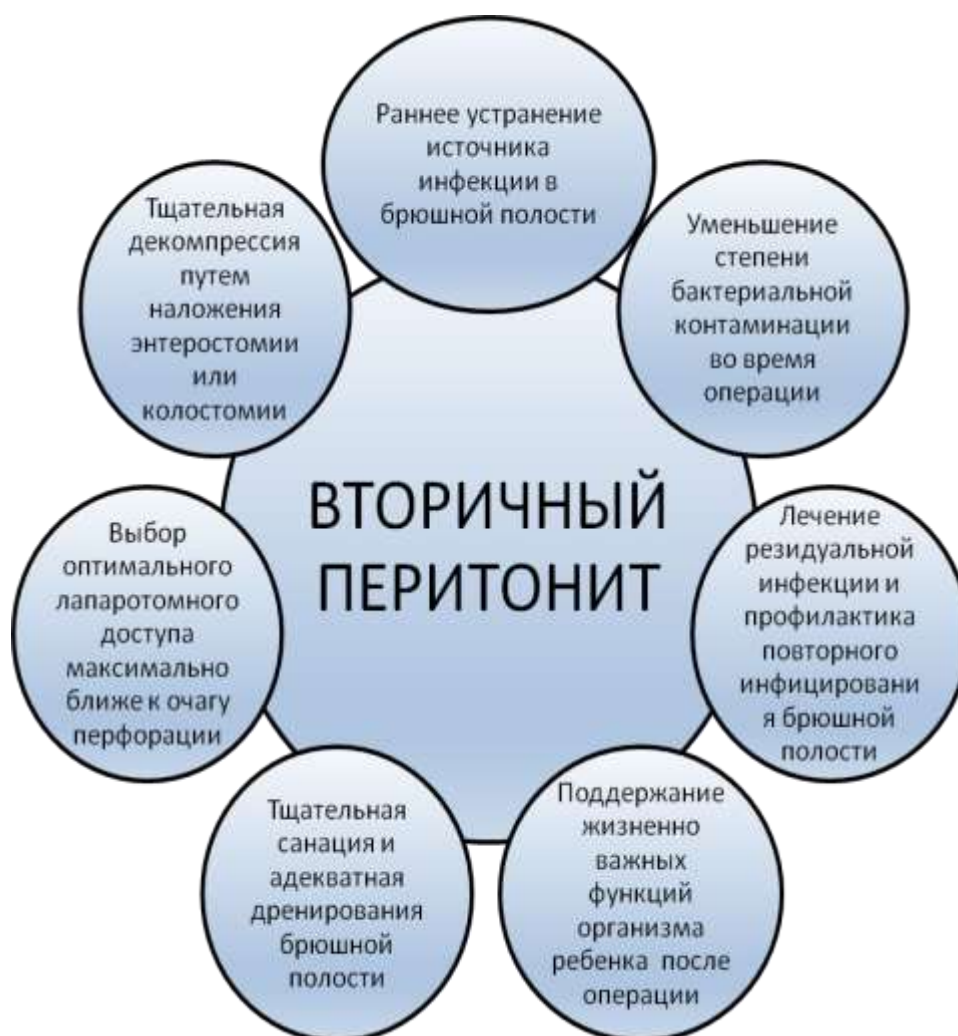 Раннее устранение
источника
инфекции в
брюшной полости
Уменьшение
степени
бактериальной
контаминации
во время
операции
Лечение
резидуальной
инфекции и
профилактика
повторного
инфицировани
я брюшной
полости
Поддержание
жизненно
важных
функций
организма
ребенка после
операции
Тщательная
санация и
адекватная
дренирования
брюшной
полости
Выбор
оптимального
лапаротомного
доступа
максимально
ближе к очагу
перфорации
Тщательная
декомпрессия
путем
наложения
энтеростомии
или
колостомии
ВТОРИЧНЫЙ
ПЕРИТОНИТ